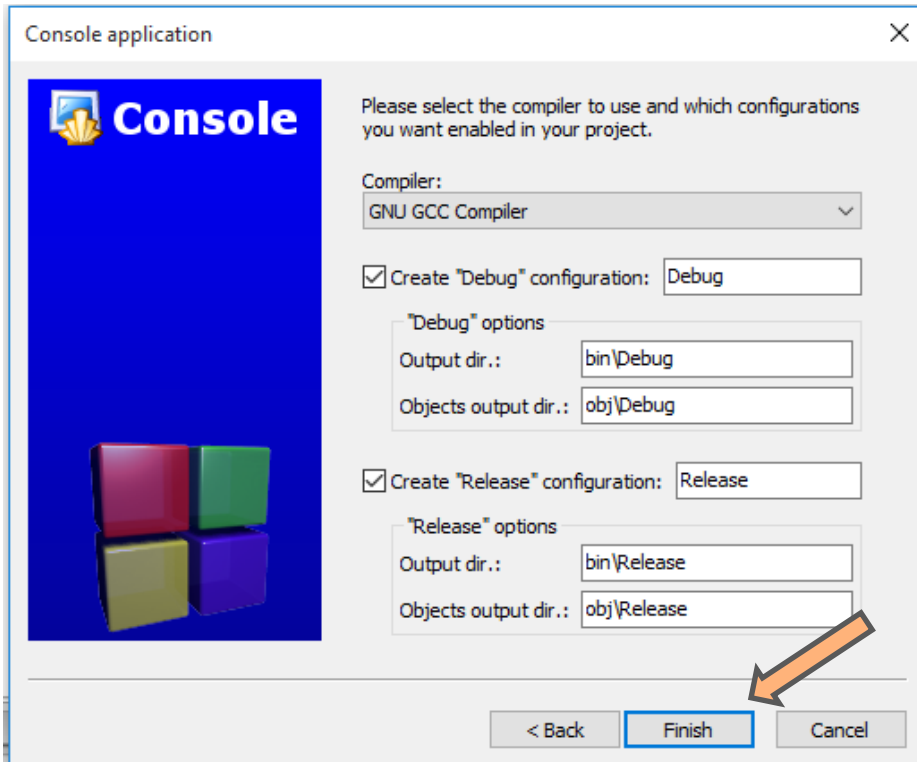 Console application
Console
Please select the compiler to use and which configurations
you want enabled in your project.
Compiler:
GNU GCC Compiler
Create "Debug" configuration: Debug
"Debug" options
Output dir.: bin\Debug
Objects output dir.: obj\Debug
Create "Release" configuration: Release
"Release" options
Output dir.: bin\Release
Objects output dir.: obj\Release
< Back Finish Cancel